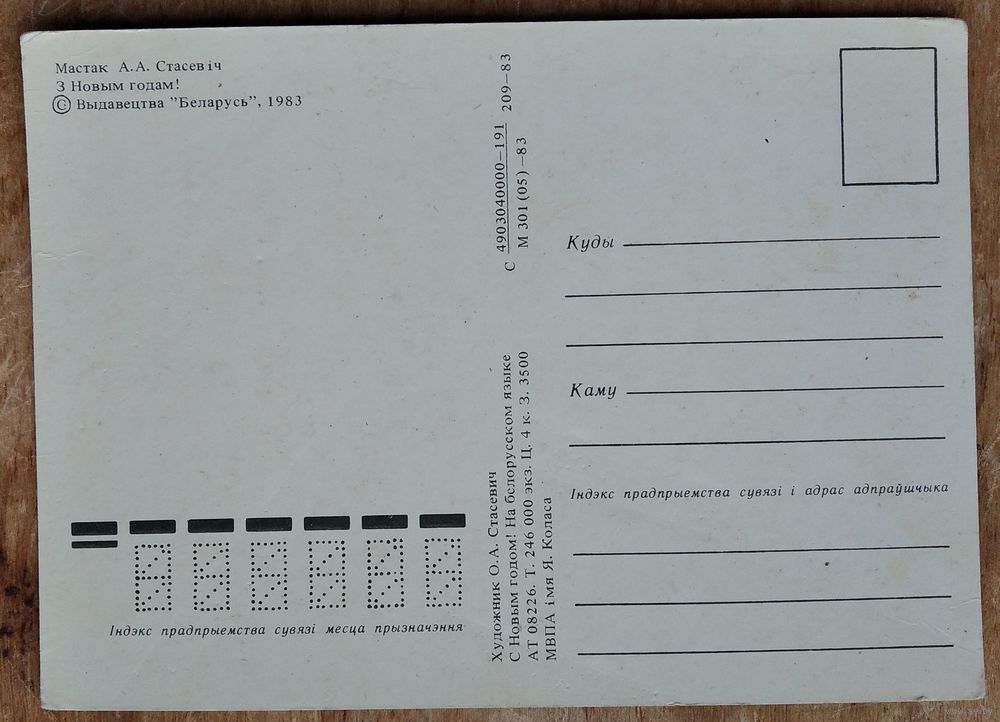 Мастак А.А. Стасевіч
З Новым годам!
© Выдавецтва "Беларусь", 1983
С 4903040000—191 209—83
М 301(05)—83
Художник О.А. Стасевич
С Новым годом! На белорусском языке
АТ 08226. Т. 246 000 экз. Ц. 4 к. З. 3500
МВПА імя Я. Коласа
Куды
Каму
Індэкс прадпрыемства сувязі і адрас адпраўшчыка
Індэкс прадпрыемства сувязі месца прызначэння